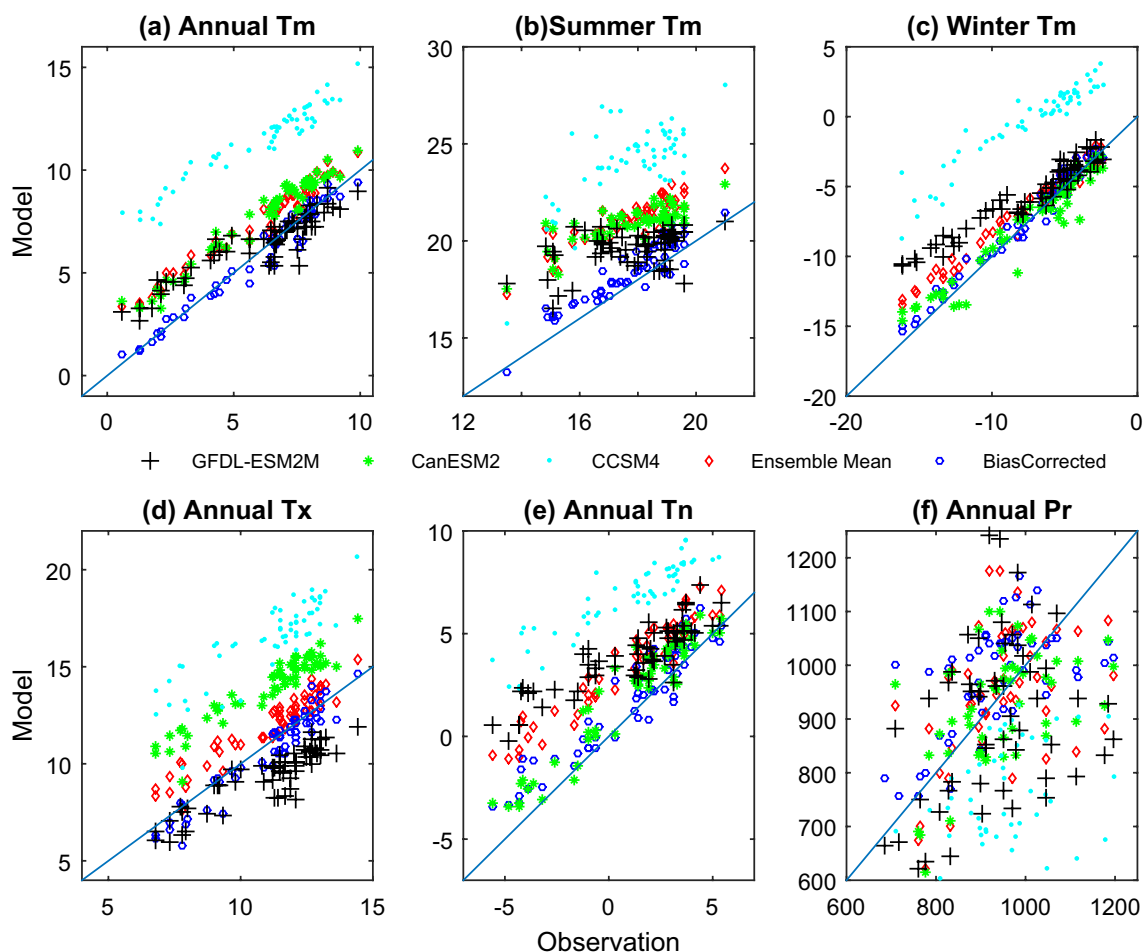 (a) Annual Tm (b)Summer Tm (c) Winter Tm
15 30 5
10 25 0
5 20 -5
0 15 -10
-15
-20
Model
0 5 10 12 16 20 -20 -10 0
GFDL-ESM2M CanESM2 CCSM4 Ensemble Mean BiasCorrected
(d) Annual Tx (e) Annual Tn (f) Annual Pr
20 10 1200
15 5 1100
10 0 1000
5 -5 900
800
700
600
Model
5 10 15 -5 0 5 600 800 1000 1200
Observation